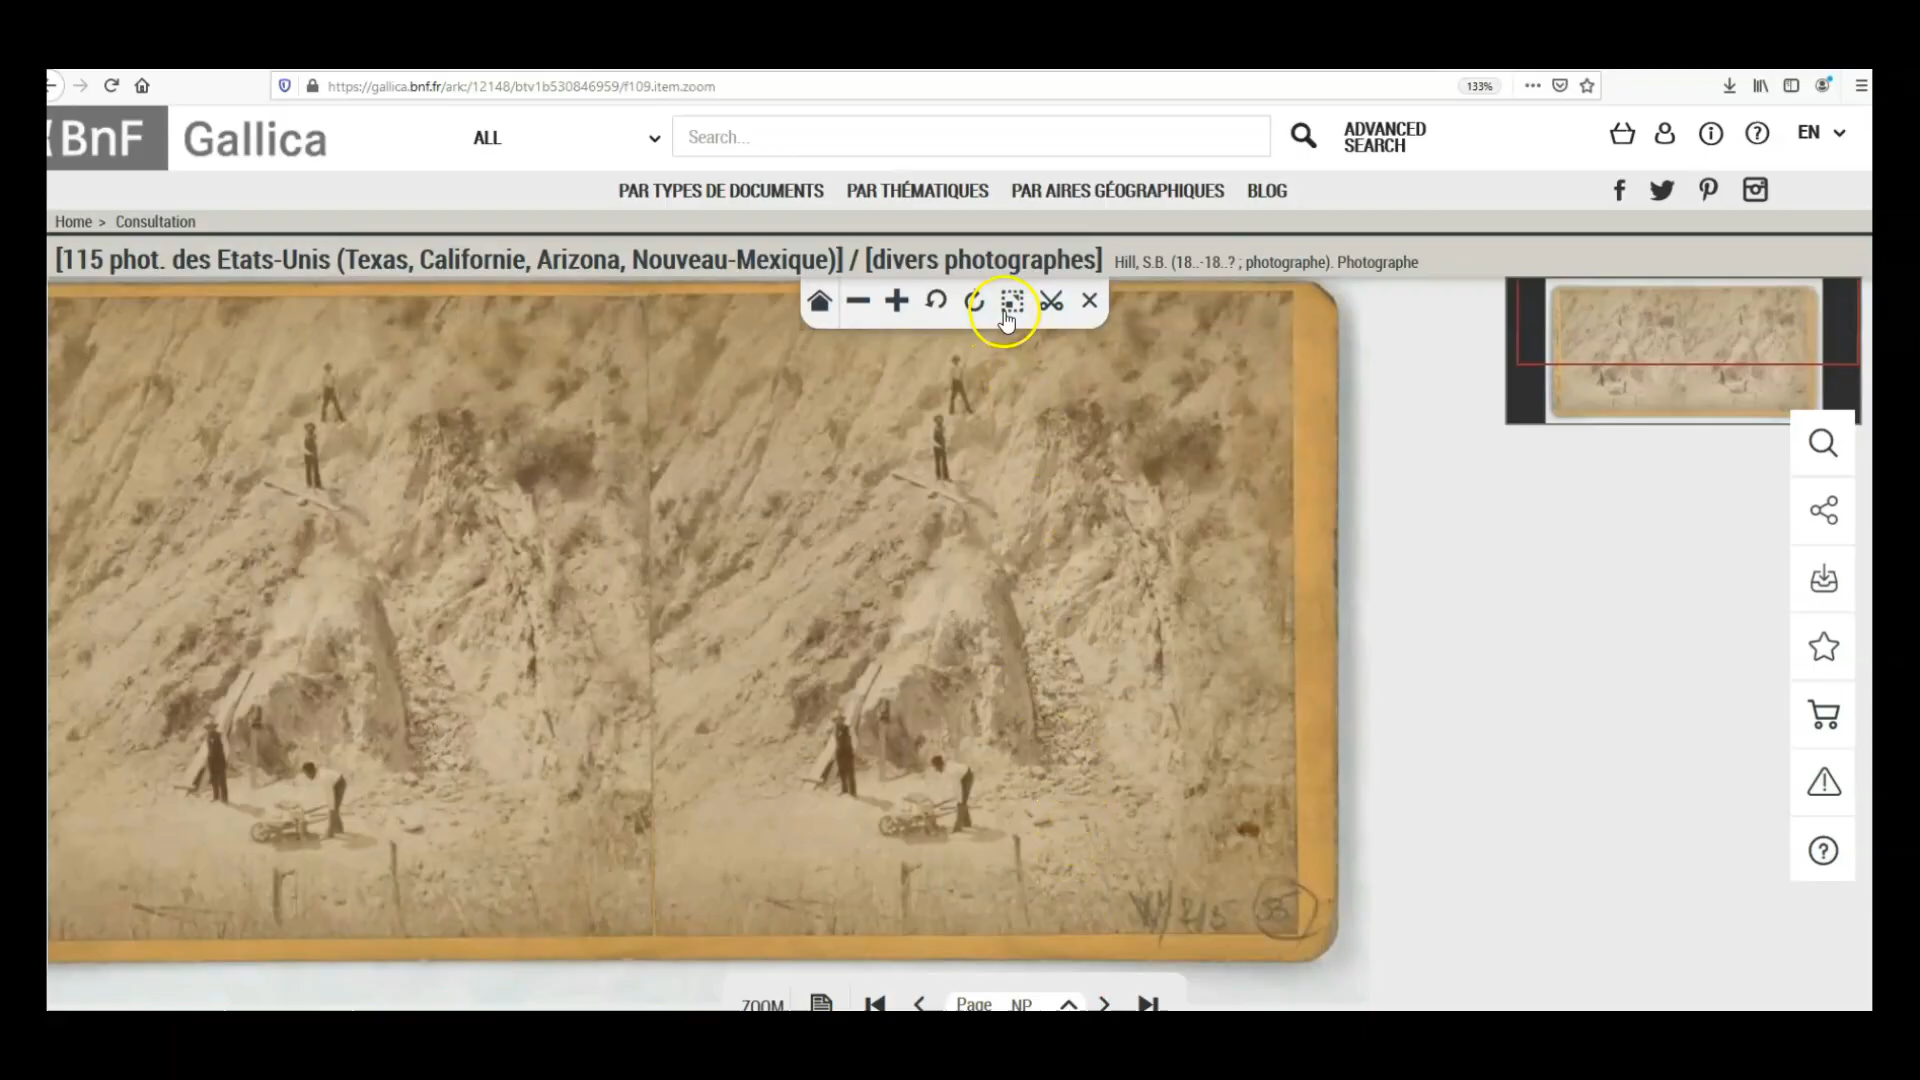 https://gallica.bnf.fr/ark:/12148/btv1b530846959/f109.item.zoom
133%
BnF Gallica
ALL
Search...
ADVANCED
SEARCH
EN
PAR TYPES DE DOCUMENTS PAR THÉMATIQUES PAR AIRES GÉOGRAPHIQUES BLOG
Home > Consultation
[115 phot. des Etats-Unis (Texas, Californie, Arizona, Nouveau-Mexique)] / [divers photographes] Hill, S.B. (18..-18..? ; photographe). Photographe
ZOOM
Page NP